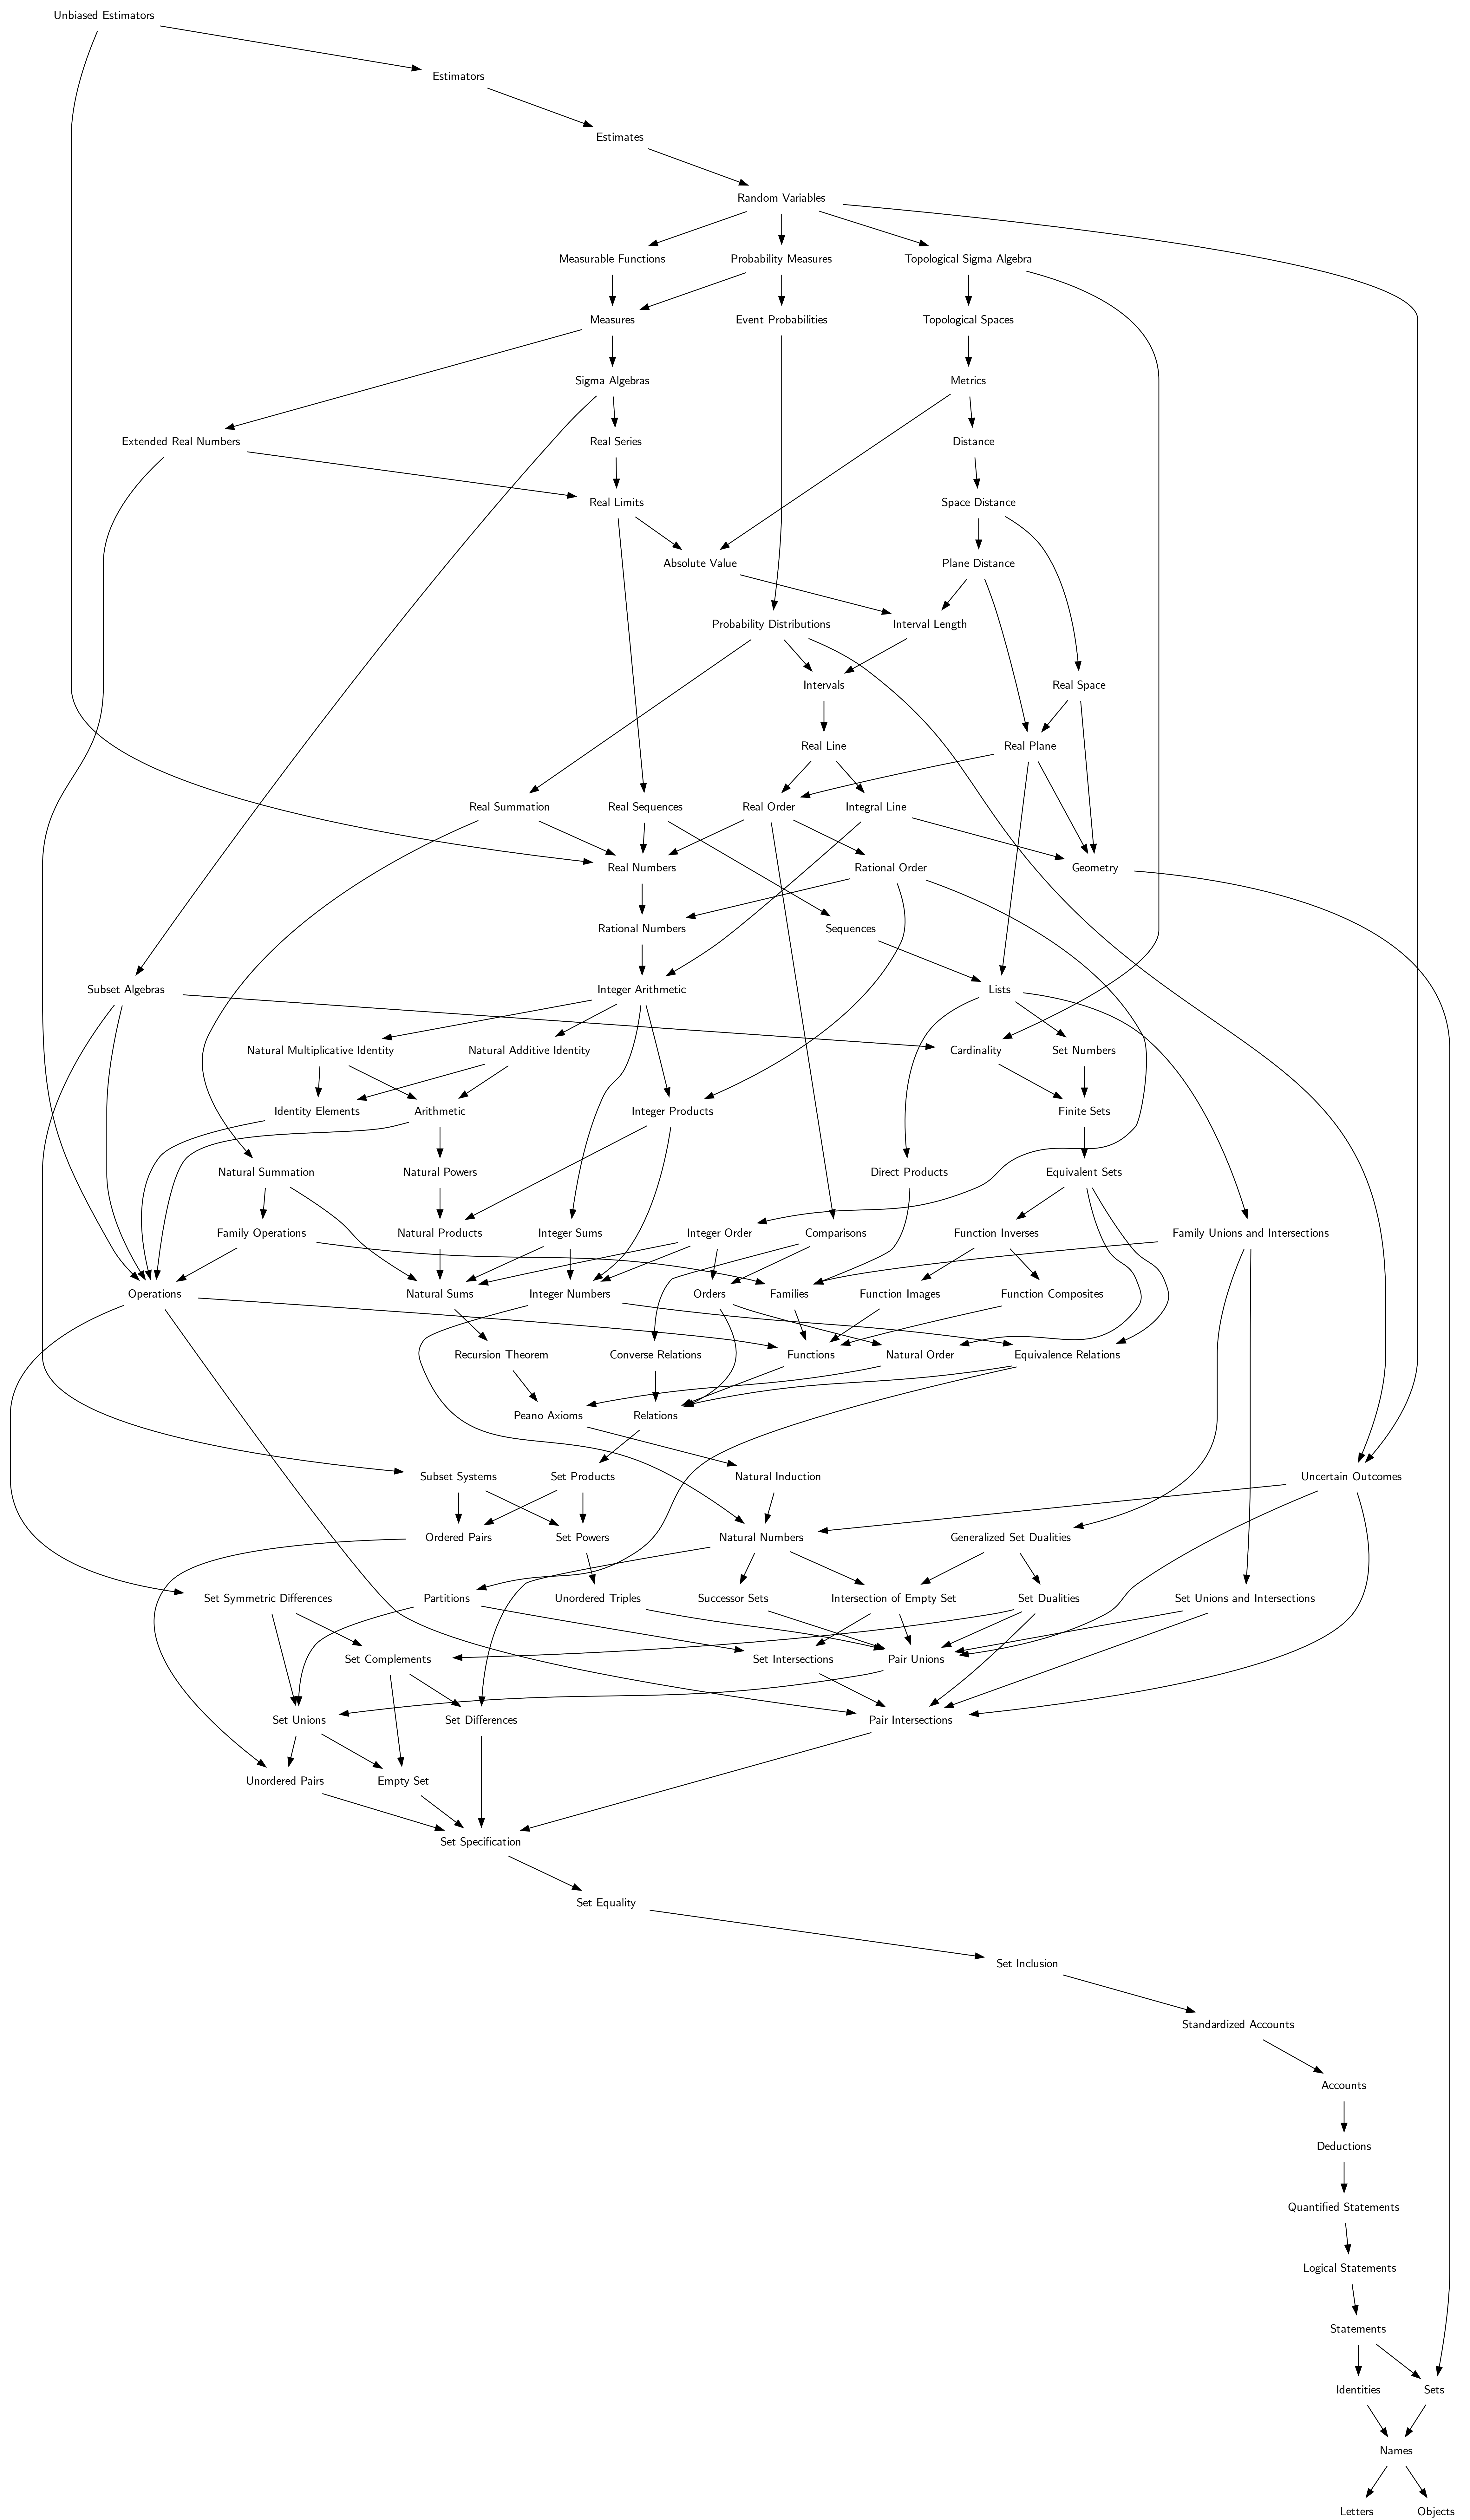 Unbiased Estimators
Estimators
Estimates
Random Variables
Measurable Functions
Probability Measures
Topological Sigma Algebra
Measures
Event Probabilities
Topological Spaces
Sigma Algebras
Metrics
Extended Real Numbers
Real Series
Distance
Real Limits
Space Distance
Absolute Value
Plane Distance
Probability Distributions
Interval Length
Intervals
Real Space
Real Line
Real Plane
Real Summation
Real Sequences
Real Order
Integral Line
Real Numbers
Rational Order
Geometry
Rational Numbers
Sequences
Subset Algebras
Integer Arithmetic
Lists
Natural Multiplicative Identity
Natural Additive Identity
Cardinality
Set Numbers
Identity Elements
Arithmetic
Integer Products
Finite Sets
Natural Summation
Natural Powers
Direct Products
Equivalent Sets
Family Operations
Natural Products
Integer Sums
Integer Order
Comparisons
Function Inverses
Family Unions and Intersections
Operations
Natural Sums
Integer Numbers
Orders
Families
Function Images
Function Composites
Recursion Theorem
Converse Relations
Functions
Natural Order
Equivalence Relations
Peano Axioms
Relations
Subset Systems
Set Products
Natural Induction
Uncertain Outcomes
Ordered Pairs
Set Powers
Natural Numbers
Generalized Set Dualities
Set Symmetric Differences
Partitions
Unordered Triples
Successor Sets
Intersection of Empty Set
Set Dualities
Set Unions and Intersections
Set Complements
Set Intersections
Pair Unions
Set Unions
Set Differences
Pair Intersections
Unordered Pairs
Empty Set
Set Specification
Set Equality
Set Inclusion
Standardized Accounts
Accounts
Deductions
Quantified Statements
Logical Statements
Statements
Identities
Sets
Names
Letters
Objects